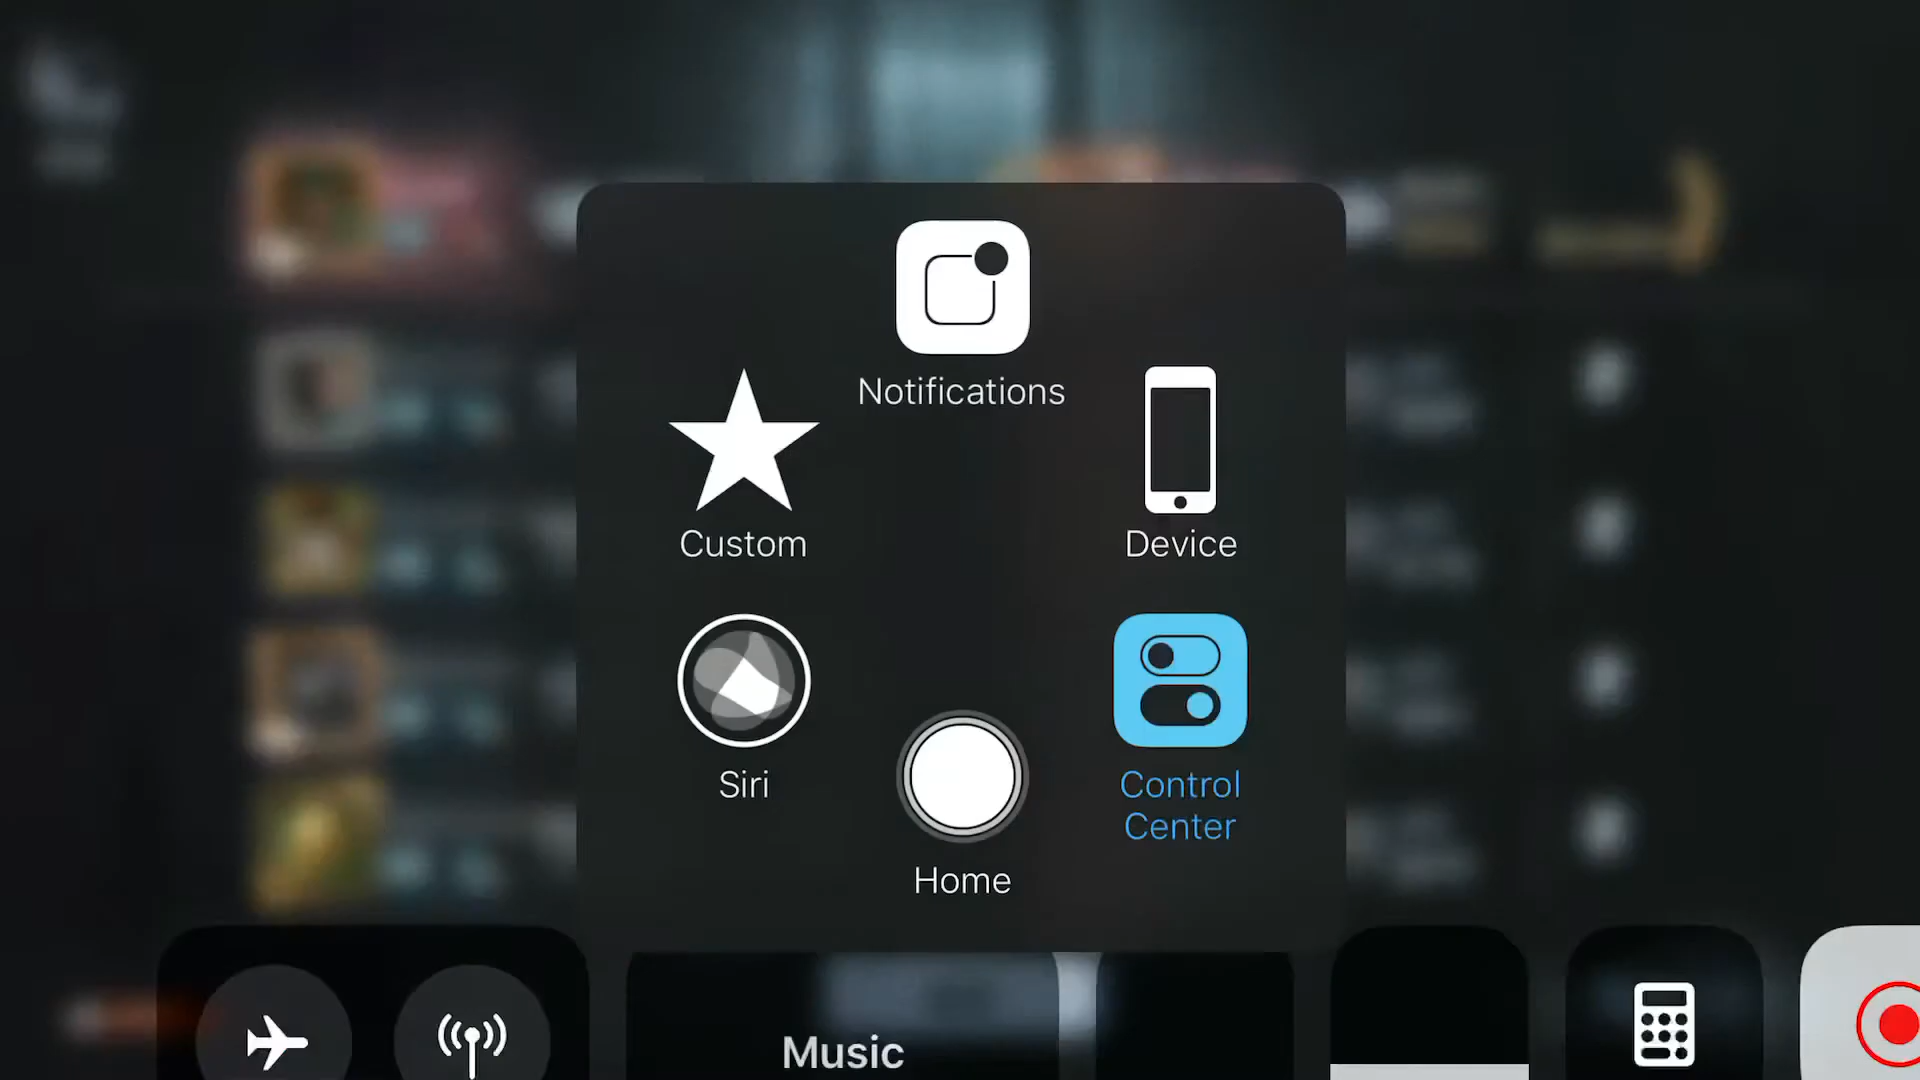 Notifications
Custom
Device
Siri
Control
Center
Home
Music